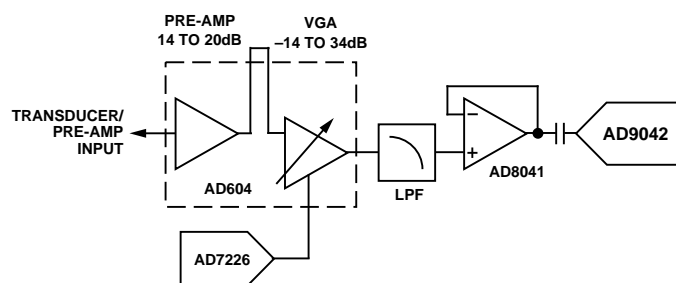 PRE-AMP
14 TO 20dB
VGA
–14 TO 34dB
TRANSDUCER/
PRE-AMP
INPUT
AD604
LPF
–
+
AD8041
AD9042
AD7226